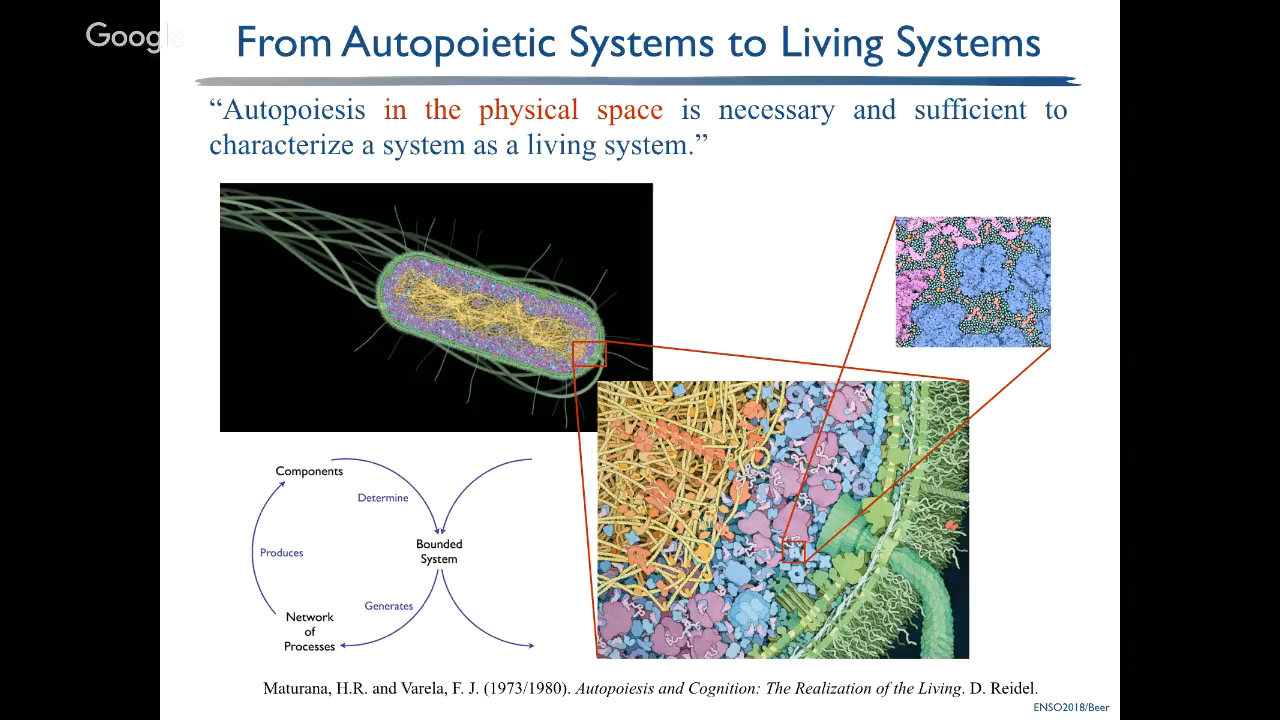 Google
From Autopoietic Systems to Living Systems
“Autopoiesis in the physical space is necessary and sufficient to
characterize a system as a living system.”
Components
Determine
Produces
Bounded
System
Generates
Network
of
Processes
Maturana, H.R. and Varela, F. J. (1973/1980). Autopoiesis and Cognition: The Realization of the Living. D. Reidel.
ENSO2018/Beer